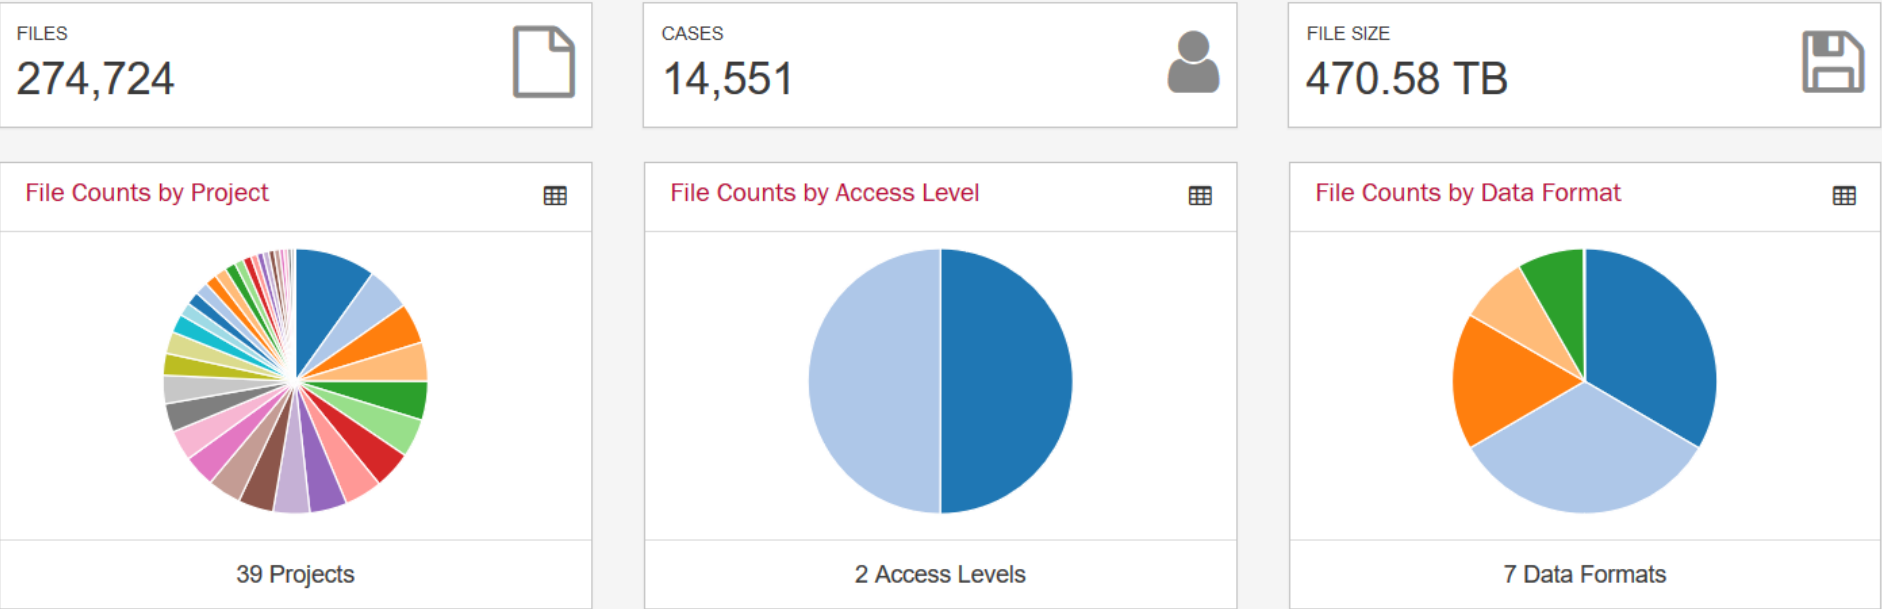 FILES
274,724
CASES
14,551
FILE SIZE
470.58 TB
File Counts by Project
File Counts by Access Level
File Counts by Data Format
39 Projects
2 Access Levels
7 Data Formats